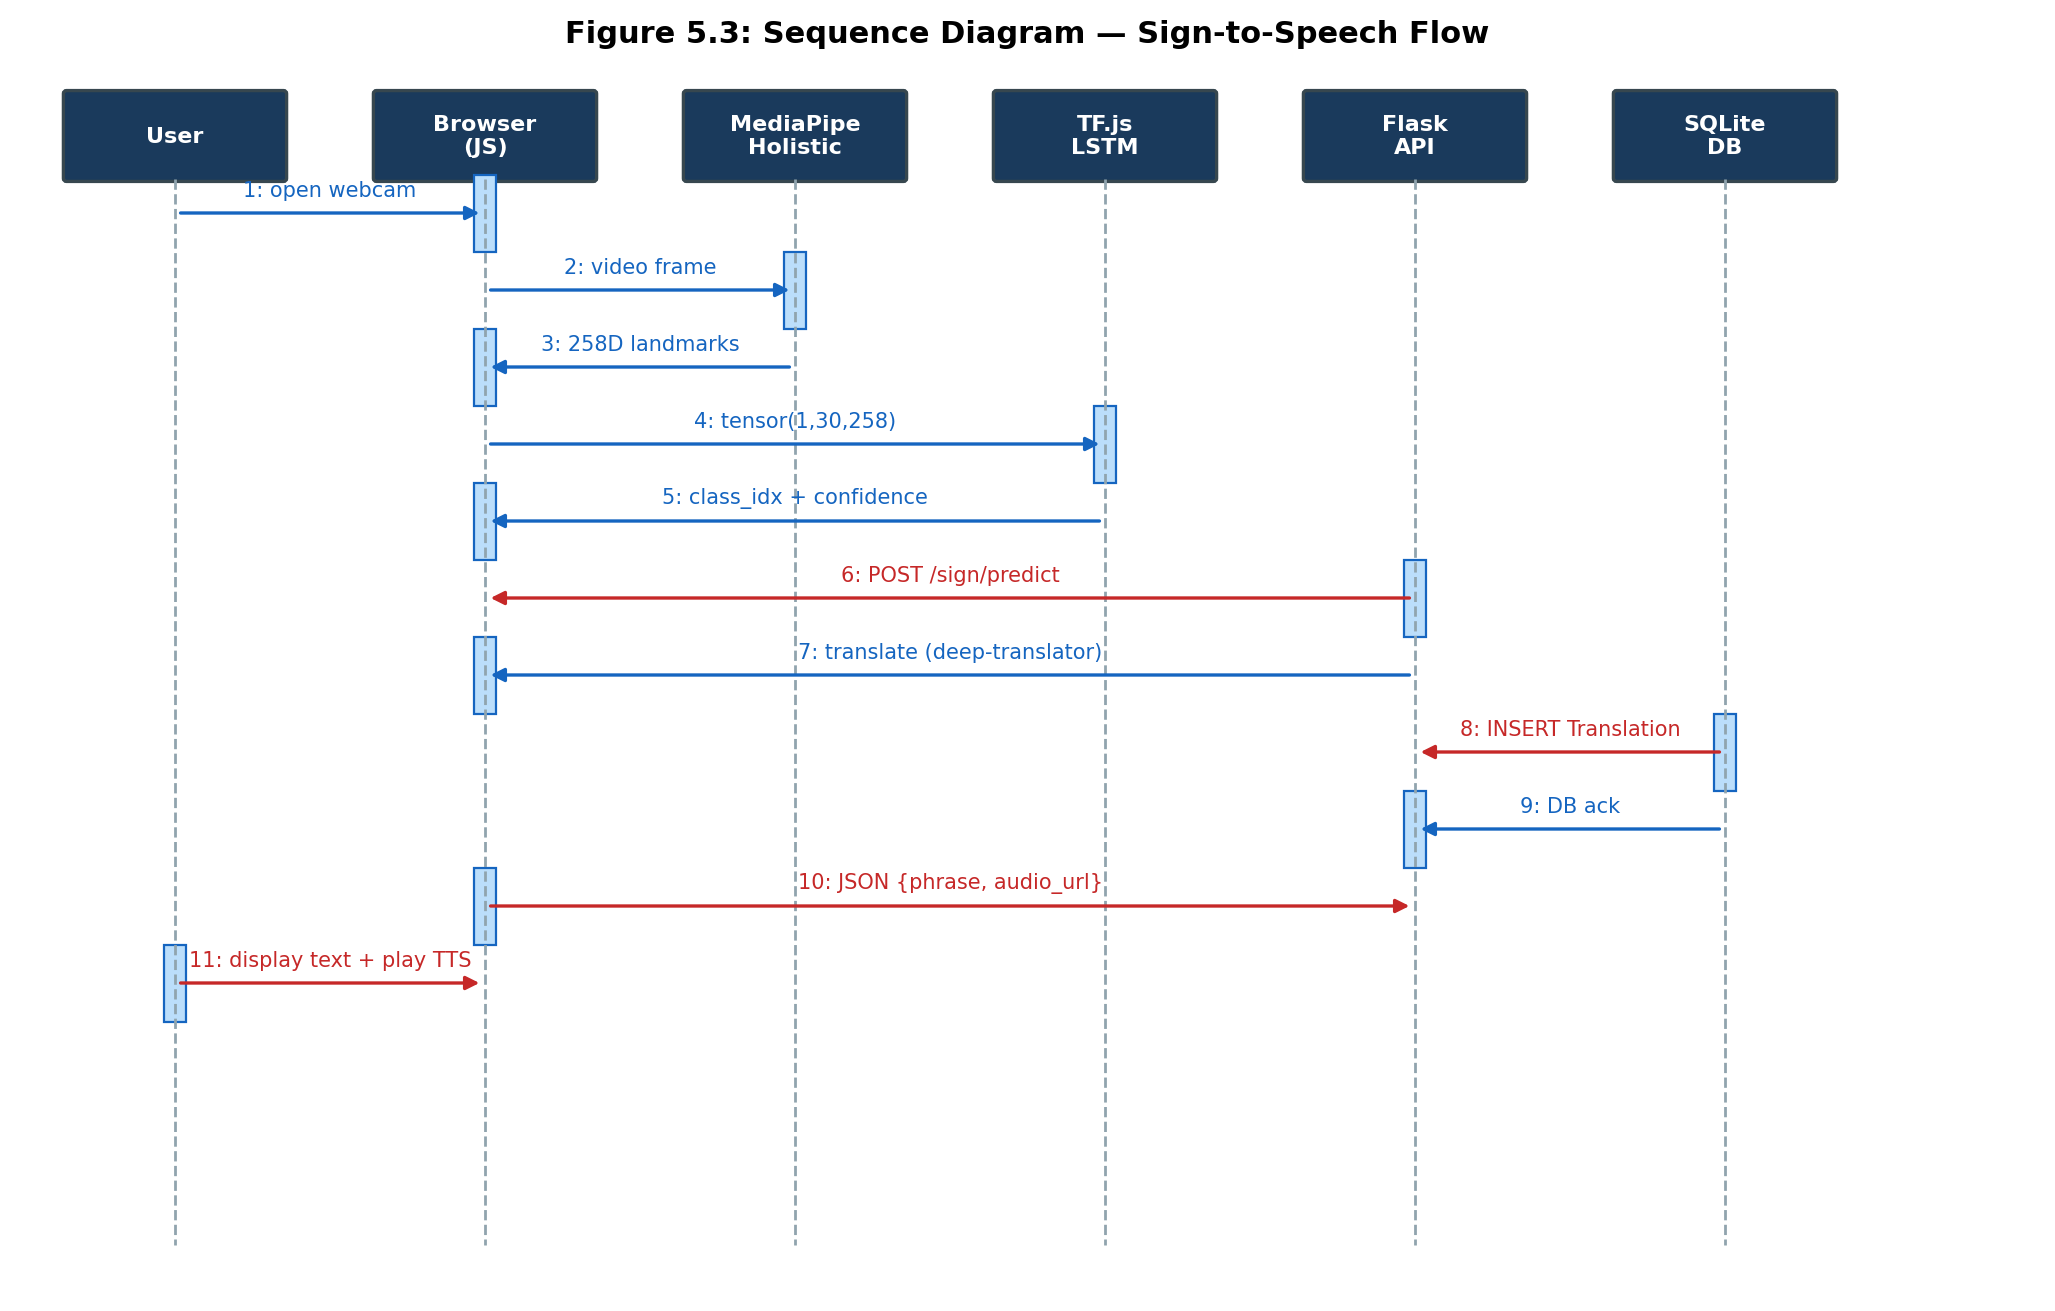 Figure 5.3: Sequence Diagram — Sign-to-Speech Flow
User
Browser
(JS)
MediaPipe
Holistic
TF.js
LSTM
Flask
API
SQLite
DB
1: open webcam
2: video frame
3: 258D landmarks
4: tensor(1,30,258)
5: class_idx + confidence
6: POST /sign/predict
7: translate (deep-translator)
8: INSERT Translation
9: DB ack
10: JSON {phrase, audio_url}
11: display text + play TTS